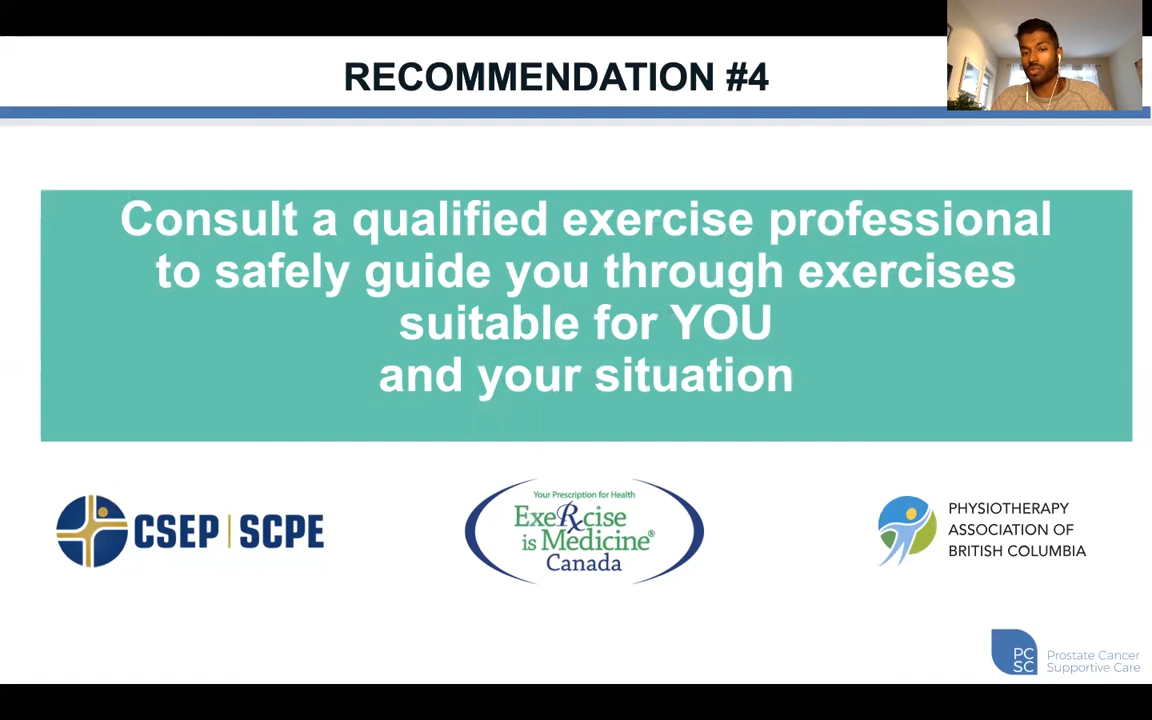 RECOMMENDATION #4
Consult a qualified exercise professional
to safely guide you through exercises
suitable for YOU
and your situation
CSEP | SCPE
Your Prescription for Health
ExeRxcise
is Medicine®
Canada
PHYSIOTHERAPY
ASSOCIATION OF
BRITISH COLUMBIA
PC
SC
Prostate Cancer
Supportive Care